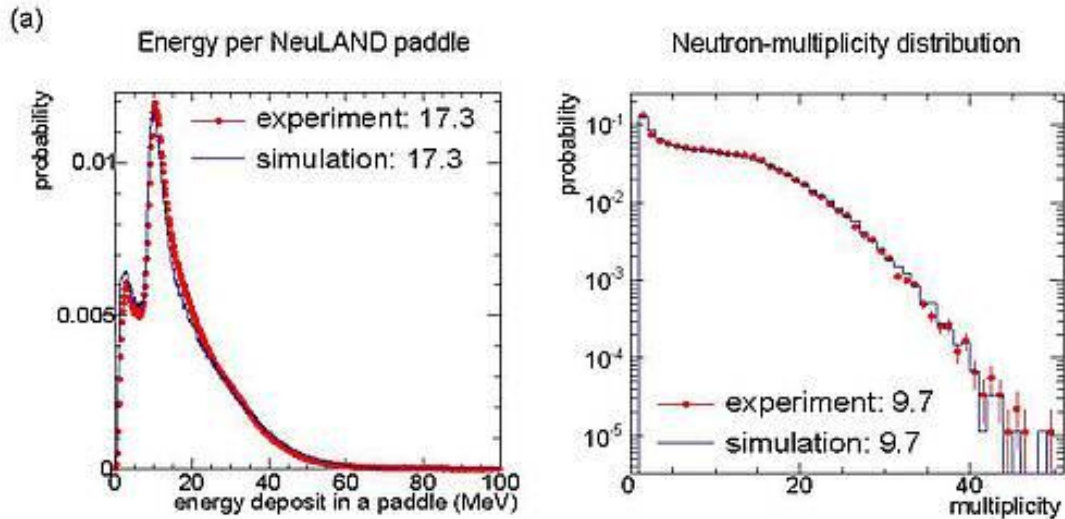 (a)
Energy per NeuLAND paddle
probability
experiment: 17.3
simulation: 17.3
0.01
0.005
0
0 20 40 60 80 100
energy deposit in a paddle (MeV)
Neutron-multiplicity distribution
probability
10⁻¹
10⁻²
10⁻³
10⁻⁴
10⁻⁵
experiment: 9.7
simulation: 9.7
0 20 40
multiplicity